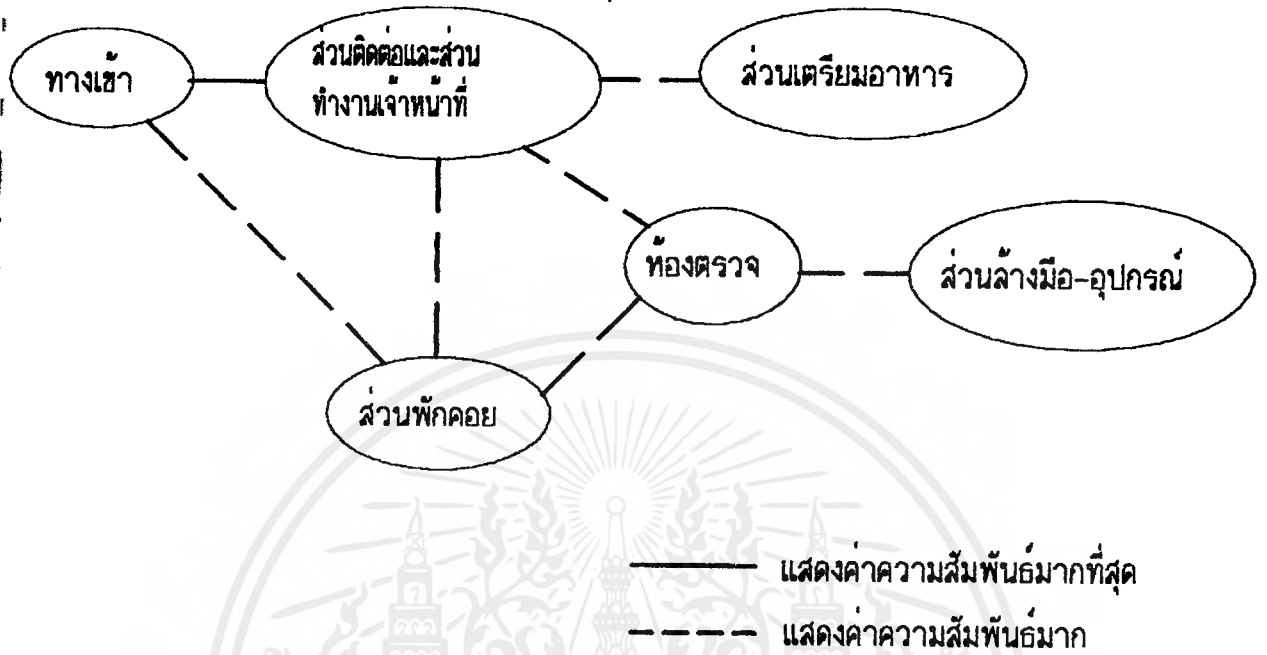 ทางเข้า
ส่วนติดต่อและส่วน
ทำงานเจ้าหน้าที่
ส่วนเตรียมอาหาร
ห้องตรวจ
ส่วนล้างมือ-อุปกรณ์
ส่วนพักคอย
แสดงค่าความสัมพันธ์มากที่สุด
แสดงค่าความสัมพันธ์มาก